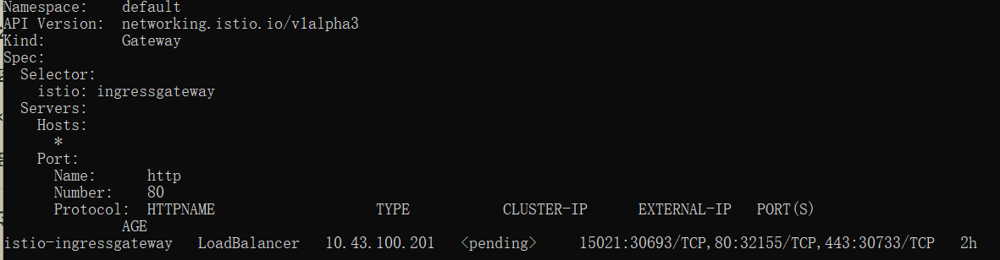 Namespace:    default
API Version:  networking.istio.io/v1alpha3
Kind:         Gateway
Spec:
  Selector:
    istio: ingressgateway
  Servers:
    Hosts:
      *
    Port:
      Name:      http
      Number:    80
      Protocol:  HTTPNAME                   TYPE           CLUSTER-IP      EXTERNAL-IP   PORT(S)
              AGE
istio-ingressgateway   LoadBalancer   10.43.100.201   <pending>     15021:30693/TCP,80:32155/TCP,443:30733/TCP   2h